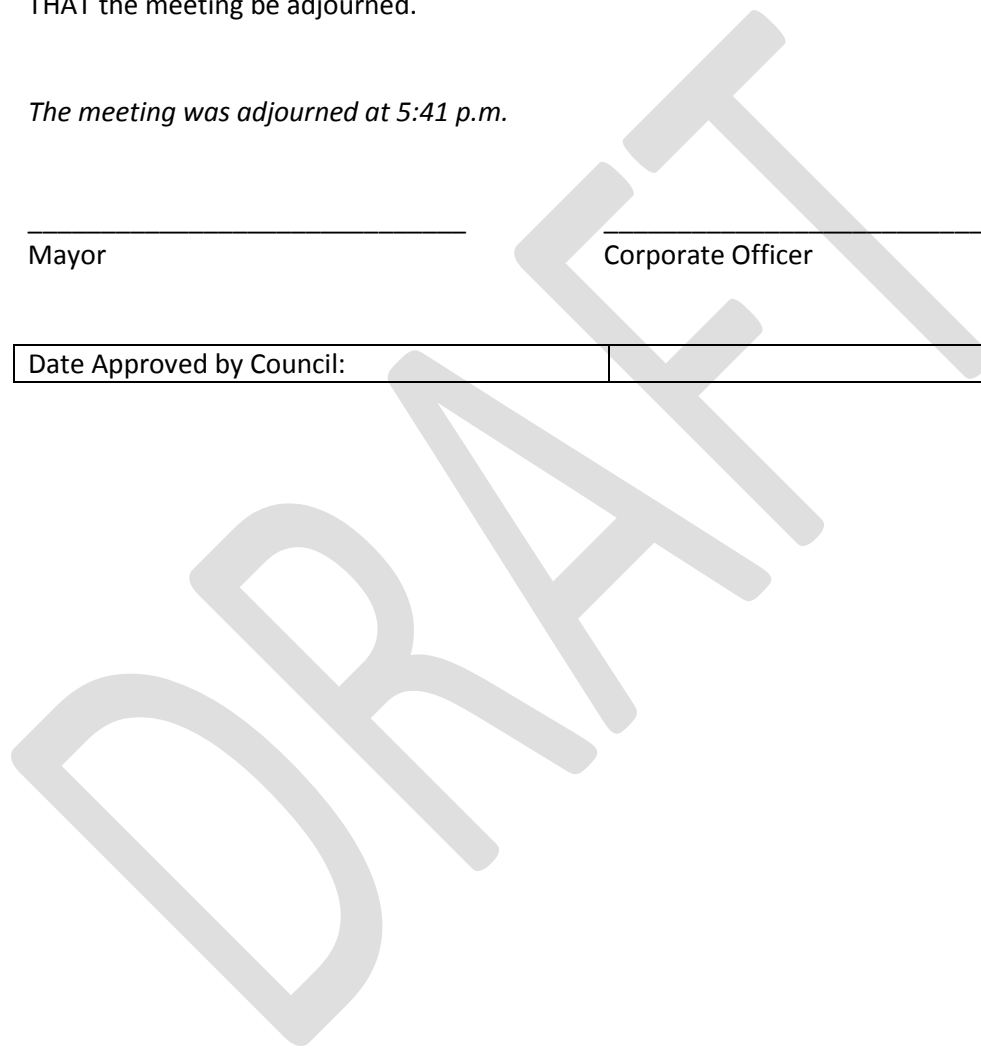 THAT the meeting be adjourned.
The meeting was adjourned at 5:41 p.m.
Mayor Corporate Officer
Date Approved by Council:
DRAFT